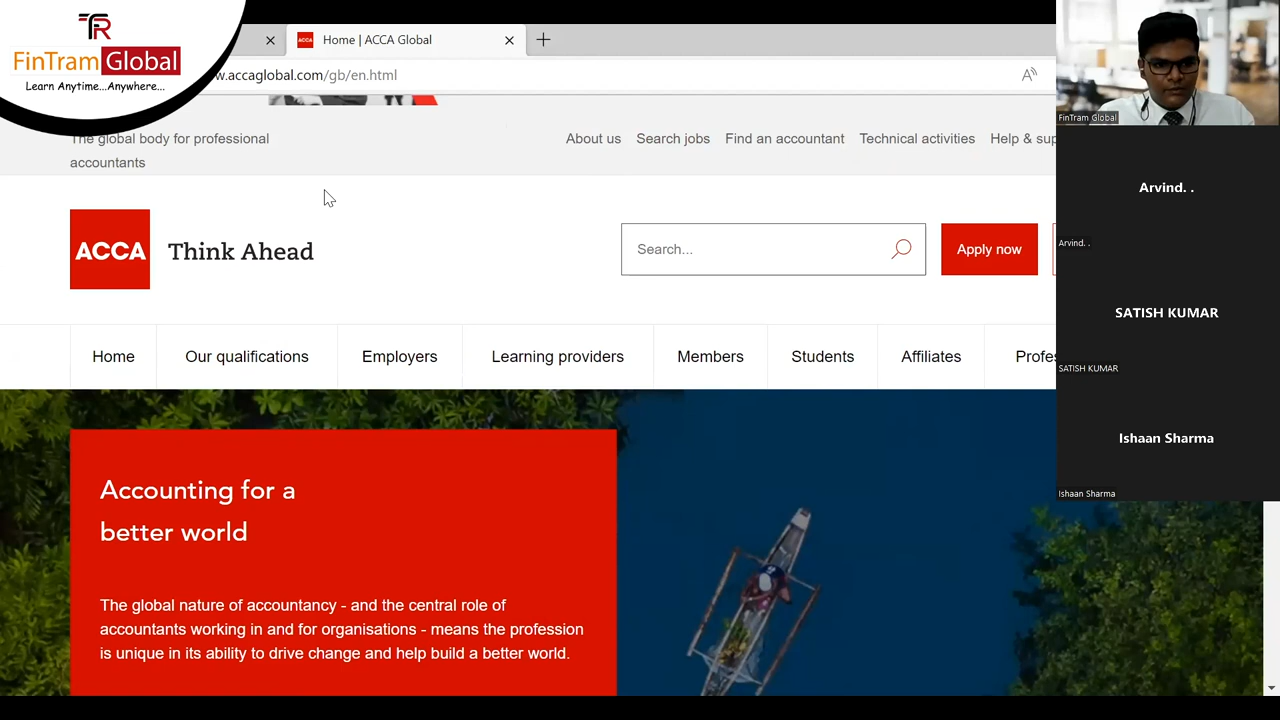 TR
FinTram Global
Learn Anytime...Anywhere...
Home | ACCA Global
w.accaglobal.com/gb/en.html
The global body for professional
accountants
About us
Search jobs
Find an accountant
Technical activities
Help & sup
ACCA
Think Ahead
Search...
Apply now
Home
Our qualifications
Employers
Learning providers
Members
Students
Affiliates
Profes
Accounting for a
better world
The global nature of accountancy - and the central role of
accountants working in and for organisations - means the profession
is unique in its ability to drive change and help build a better world.
FinTram Global
Arvind. .
Arvind. .
SATISH KUMAR
SATISH KUMAR
Ishaan Sharma
Ishaan Sharma